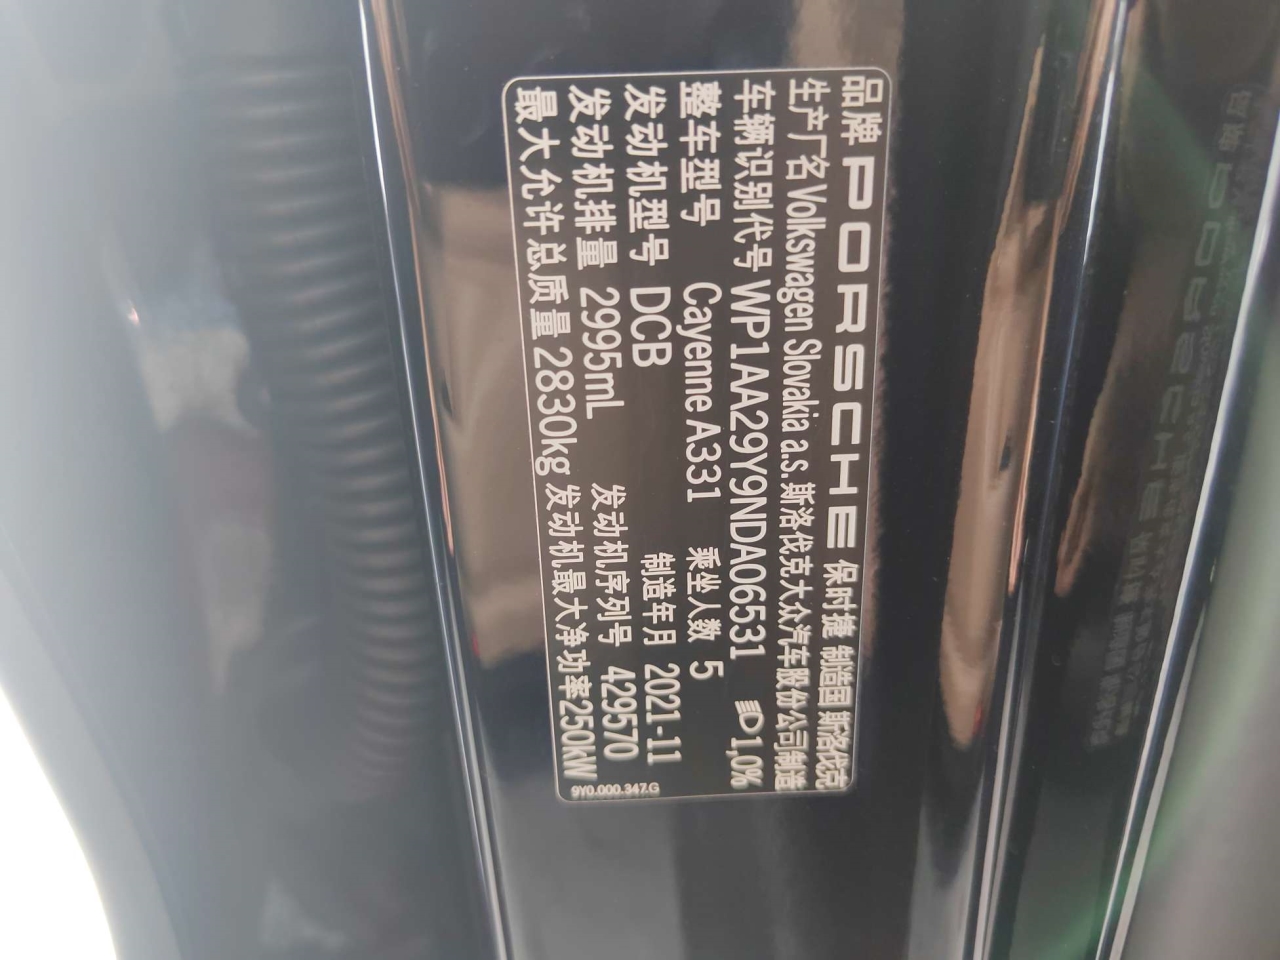 品牌 PORSCHE 保时捷 制造国 斯洛伐克
生产厂名 Volkswagen Slovakia a.s. 斯洛伐克大众汽车股份公司制造
车辆识别代号 WP1AA29Y9NDA06531 1,0%
整车型号 Cayenne A331 乘坐人数 5
发动机型号 DCB 制造年月 2021-11
发动机排量 2995mL 发动机序列号 429570
最大允许总质量 2830kg 发动机最大净功率250kW
9Y0.000.347.G